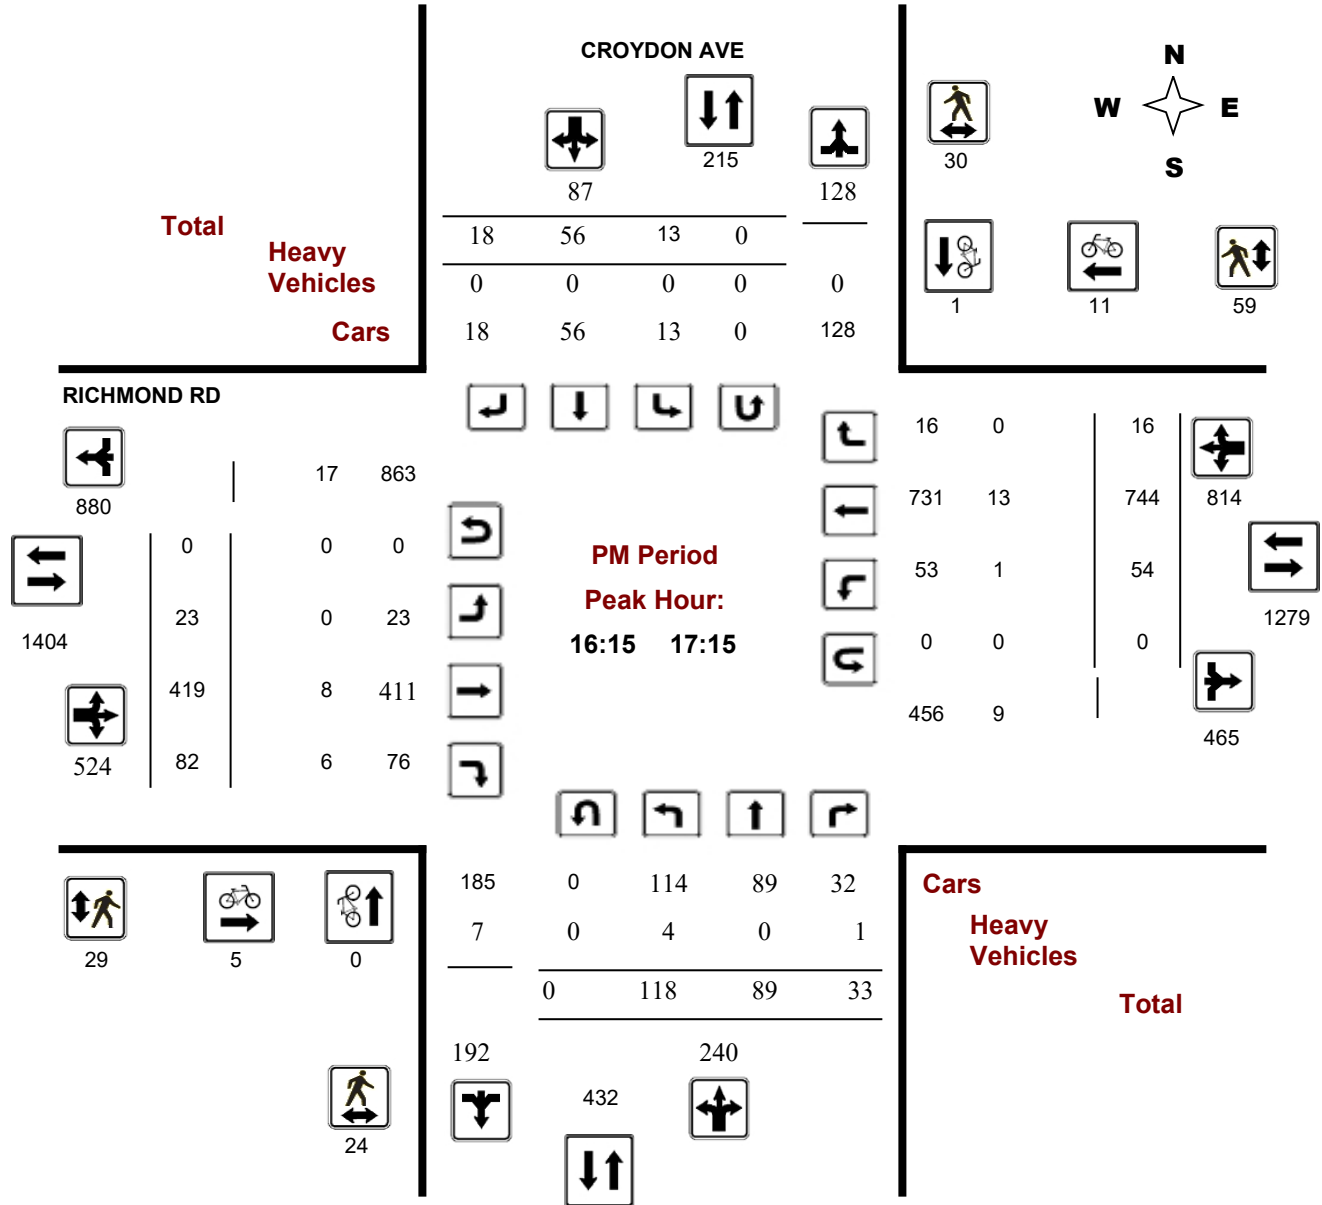 CROYDON AVE
N
W E
S
215
30
87
128
Total
18 56 13 0
Heavy
Vehicles
0 0 0 0 0
1 11 59
Cars
18 56 13 0 128
RICHMOND RD
16 0 16
17 863
880
731 13 744 814
0 0 0
PM Period
53 1 54
Peak Hour:
23 0 23
1279
1404
16:15 17:15
0 0 0
419 8 411
456 9
465
524 82 6 76
185 0 114 89 32
Cars
7 0 4 0 1
Heavy
Vehicles
29 5 0
0 118 89 33
Total
192 240
432
24